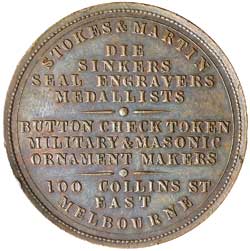 STOKES & MARTIN
DIE
SINKERS
SEAL ENGRAVERS
MEDALLISTS
BUTTON CHECK TOKEN
MILITARY & MASONIC
ORNAMENT MAKERS
100 COLLINS ST
EAST
MELBOURNE